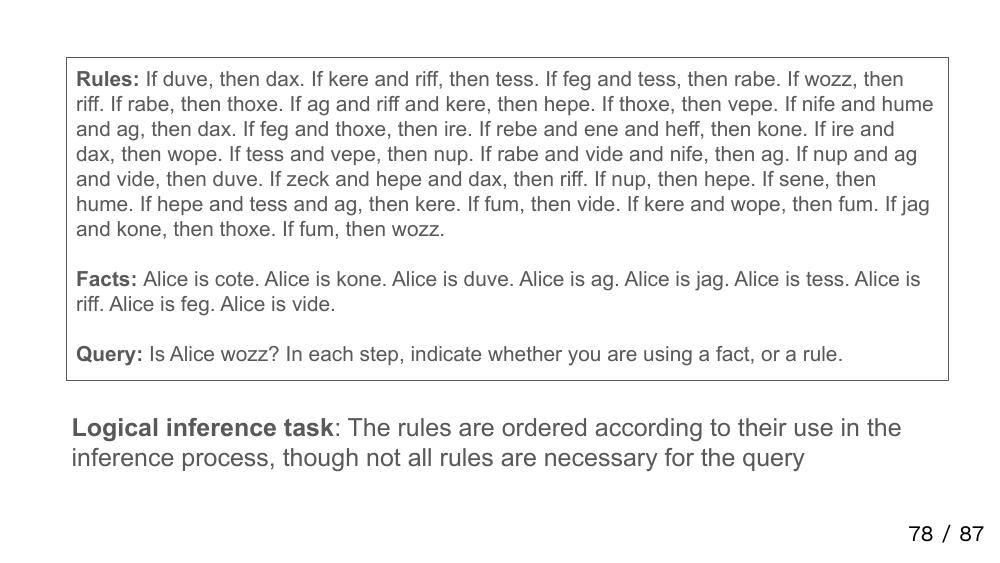 Rules: If duve, then dax. If kere and riff, then tess. If feg and tess, then rabe. If wozz, then
riff. If rabe, then thoxe. If ag and riff and kere, then hepe. If thoxe, then vepe. If nife and hume
and ag, then dax. If feg and thoxe, then ire. If rebe and ene and heff, then kone. If ire and
dax, then wope. If tess and vepe, then nup. If rabe and vide and nife, then ag. If nup and ag
and vide, then duve. If zeck and hepe and dax, then riff. If nup, then hepe. If sene, then
hume. If hepe and tess and ag, then kere. If fum, then vide. If kere and wope, then fum. If jag
and kone, then thoxe. If fum, then wozz.
Facts: Alice is cote. Alice is kone. Alice is duve. Alice is ag. Alice is jag. Alice is tess. Alice is
riff. Alice is feg. Alice is vide.
Query: Is Alice wozz? In each step, indicate whether you are using a fact, or a rule.
Logical inference task: The rules are ordered according to their use in the
inference process, though not all rules are necessary for the query
78 / 87